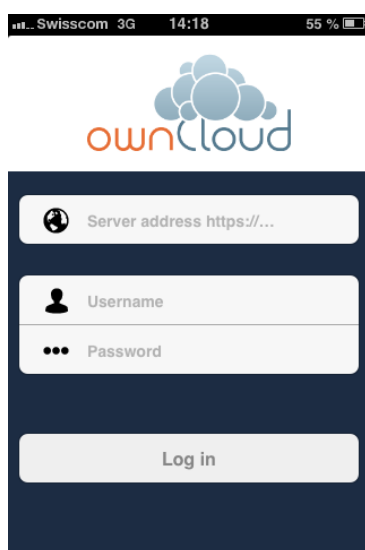 Swisscom 3G 14:18 55 %
ownCloud
Server address https://...
Username
Password
Log in